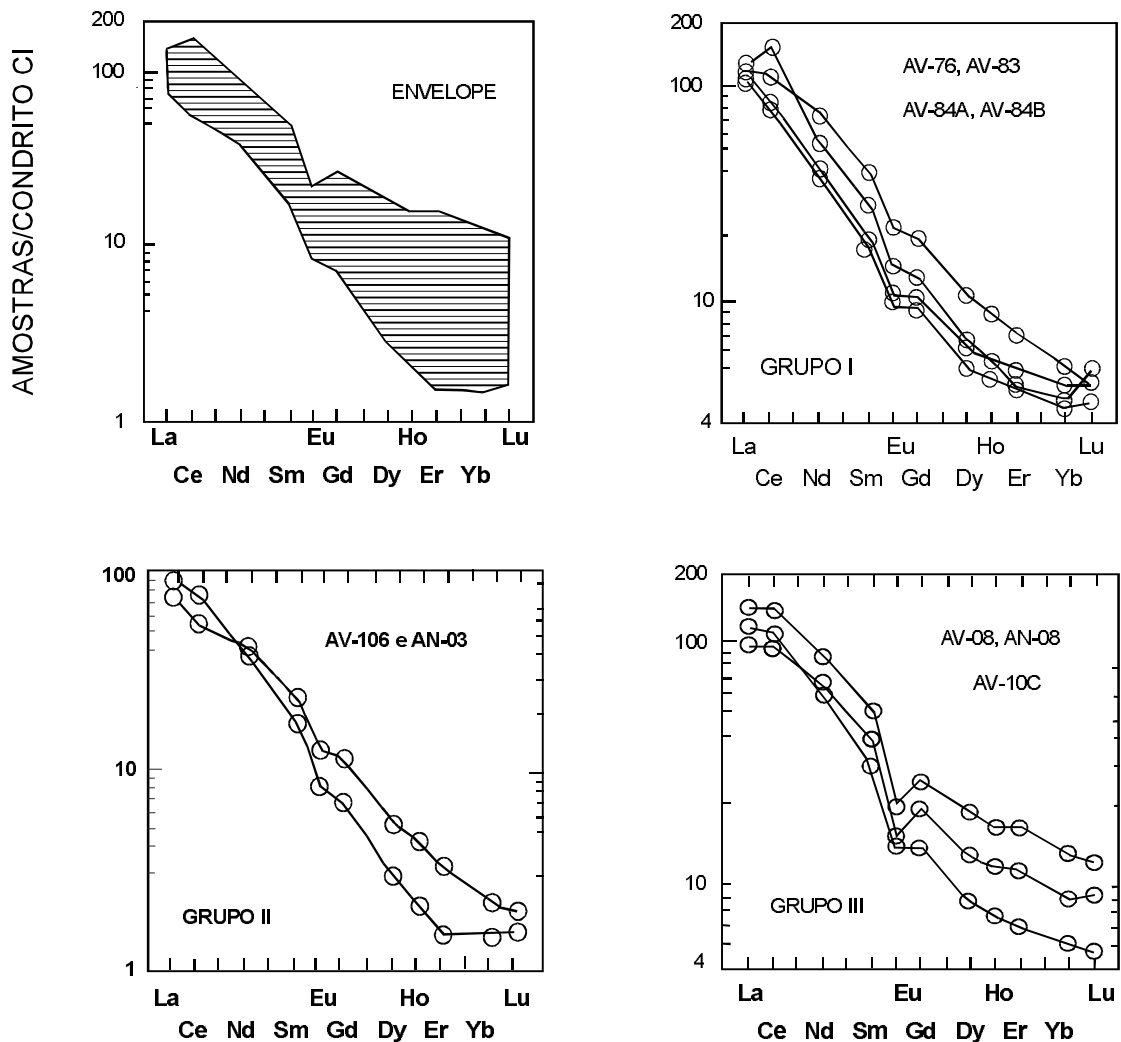 AMOSTRAS/CONDRITO CI
200
100
10
1
ENVELOPE
La Eu Ho Lu
Ce Nd Sm Gd Dy Er Yb
200
100
10
4
AV-76, AV-83
AV-84A, AV-84B
GRUPO I
La Eu Ho Lu
Ce Nd Sm Gd Dy Er Yb
100
10
1
AV-106 e AN-03
GRUPO II
La Eu Ho Lu
Ce Nd Sm Gd Dy Er Yb
200
100
10
4
AV-08, AN-08
AV-10C
GRUPO III
La Eu Ho Lu
Ce Nd Sm Gd Dy Er Yb